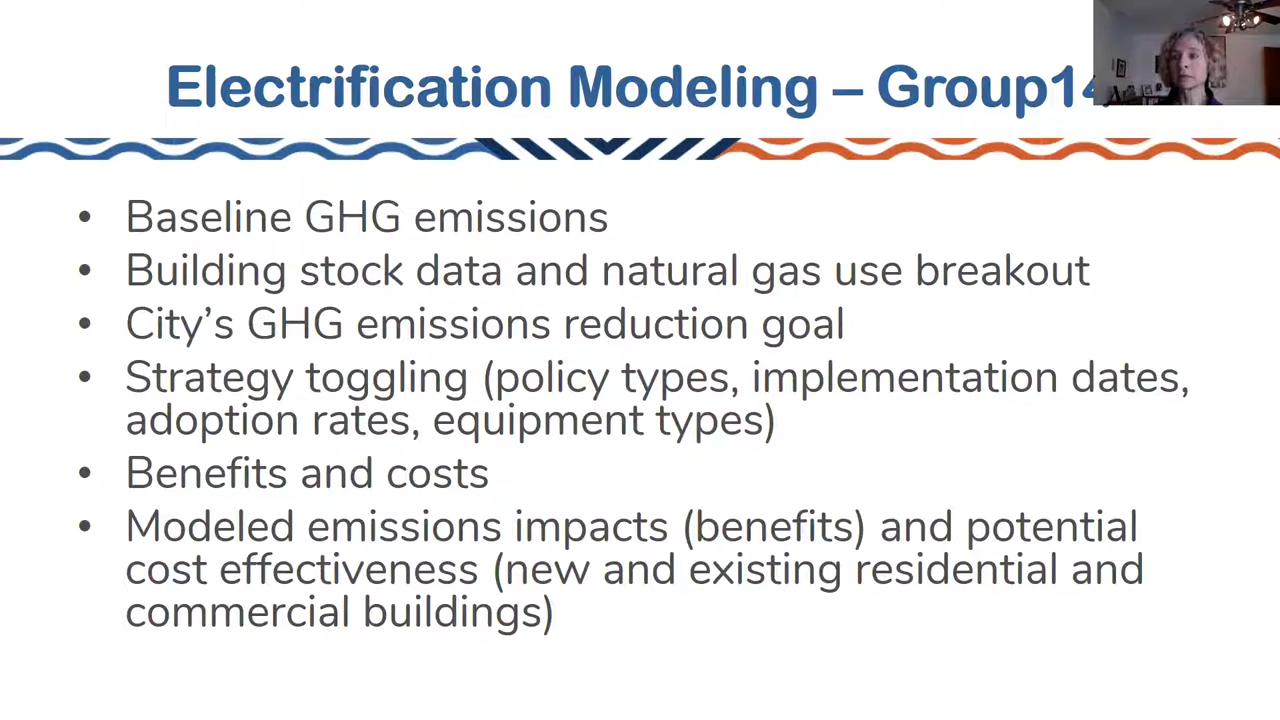 Electrification Modeling – Group14
• Baseline GHG emissions
• Building stock data and natural gas use breakout
• City's GHG emissions reduction goal
• Strategy toggling (policy types, implementation dates,
adoption rates, equipment types)
• Benefits and costs
• Modeled emissions impacts (benefits) and potential
cost effectiveness (new and existing residential and
commercial buildings)